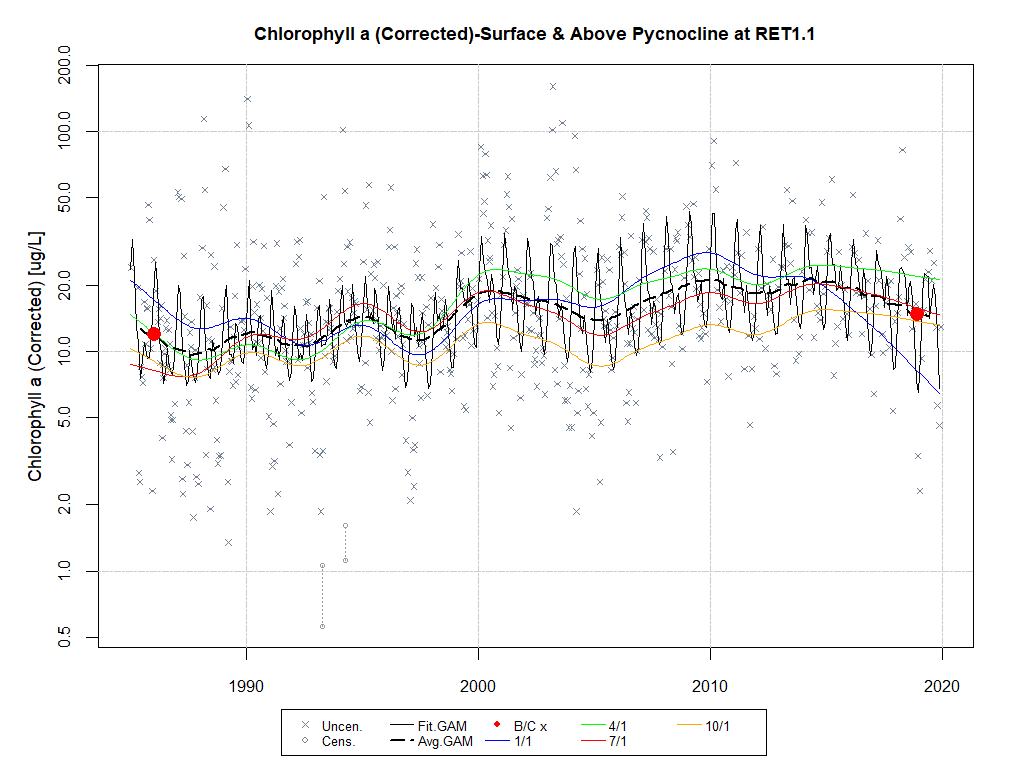 Chlorophyll a (Corrected)-Surface & Above Pycnocline at RET1.1
Chlorophyll a (Corrected) [ug/L]
200.0
100.0
50.0
20.0
10.0
5.0
2.0
1.0
0.5
1990 2000 2010 2020
Uncen. Fit.GAM B/C x 4/1 10/1
Cens. Avg.GAM 1/1 7/1